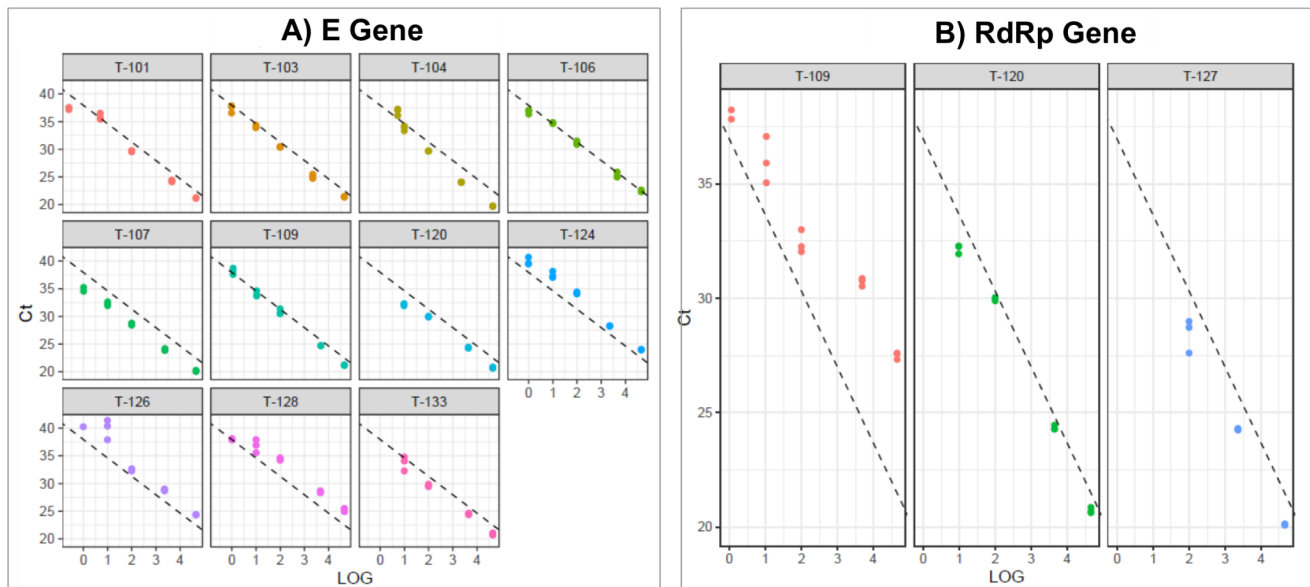 A) E Gene
T-101 T-103 T-104 T-106
40
35
30
25
20
T-107 T-109 T-120 T-124
40
35
30
25
20
0 1 2 3 4
T-126 T-128 T-133
40
35
30
25
20
0 1 2 3 4 0 1 2 3 4 0 1 2 3 4
Ct
LOG
B) RdRp Gene
T-109 T-120 T-127
35
30
25
20
0 1 2 3 4 0 1 2 3 4 0 1 2 3 4
Ct
LOG